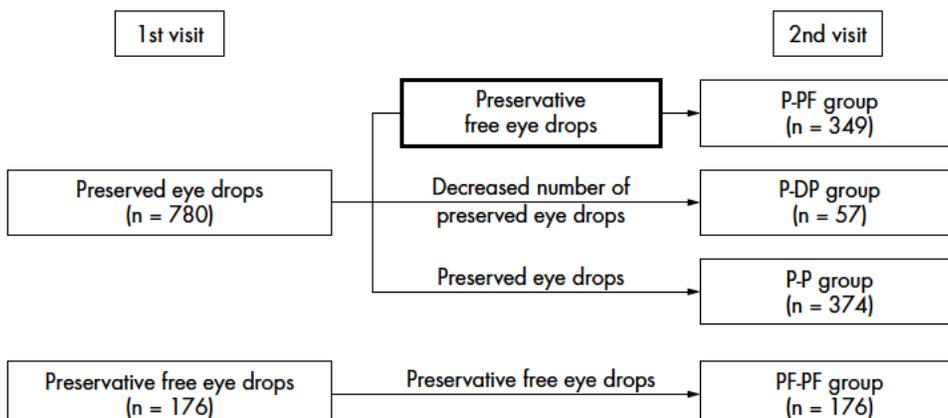 1st visit
2nd visit
Preservative
free eye drops
P-PF group
(n = 349)
Preserved eye drops
(n = 780)
Decreased number of
preserved eye drops
P-DP group
(n = 57)
Preserved eye drops
P-P group
(n = 374)
Preservative free eye drops
(n = 176)
Preservative free eye drops
PF-PF group
(n = 176)